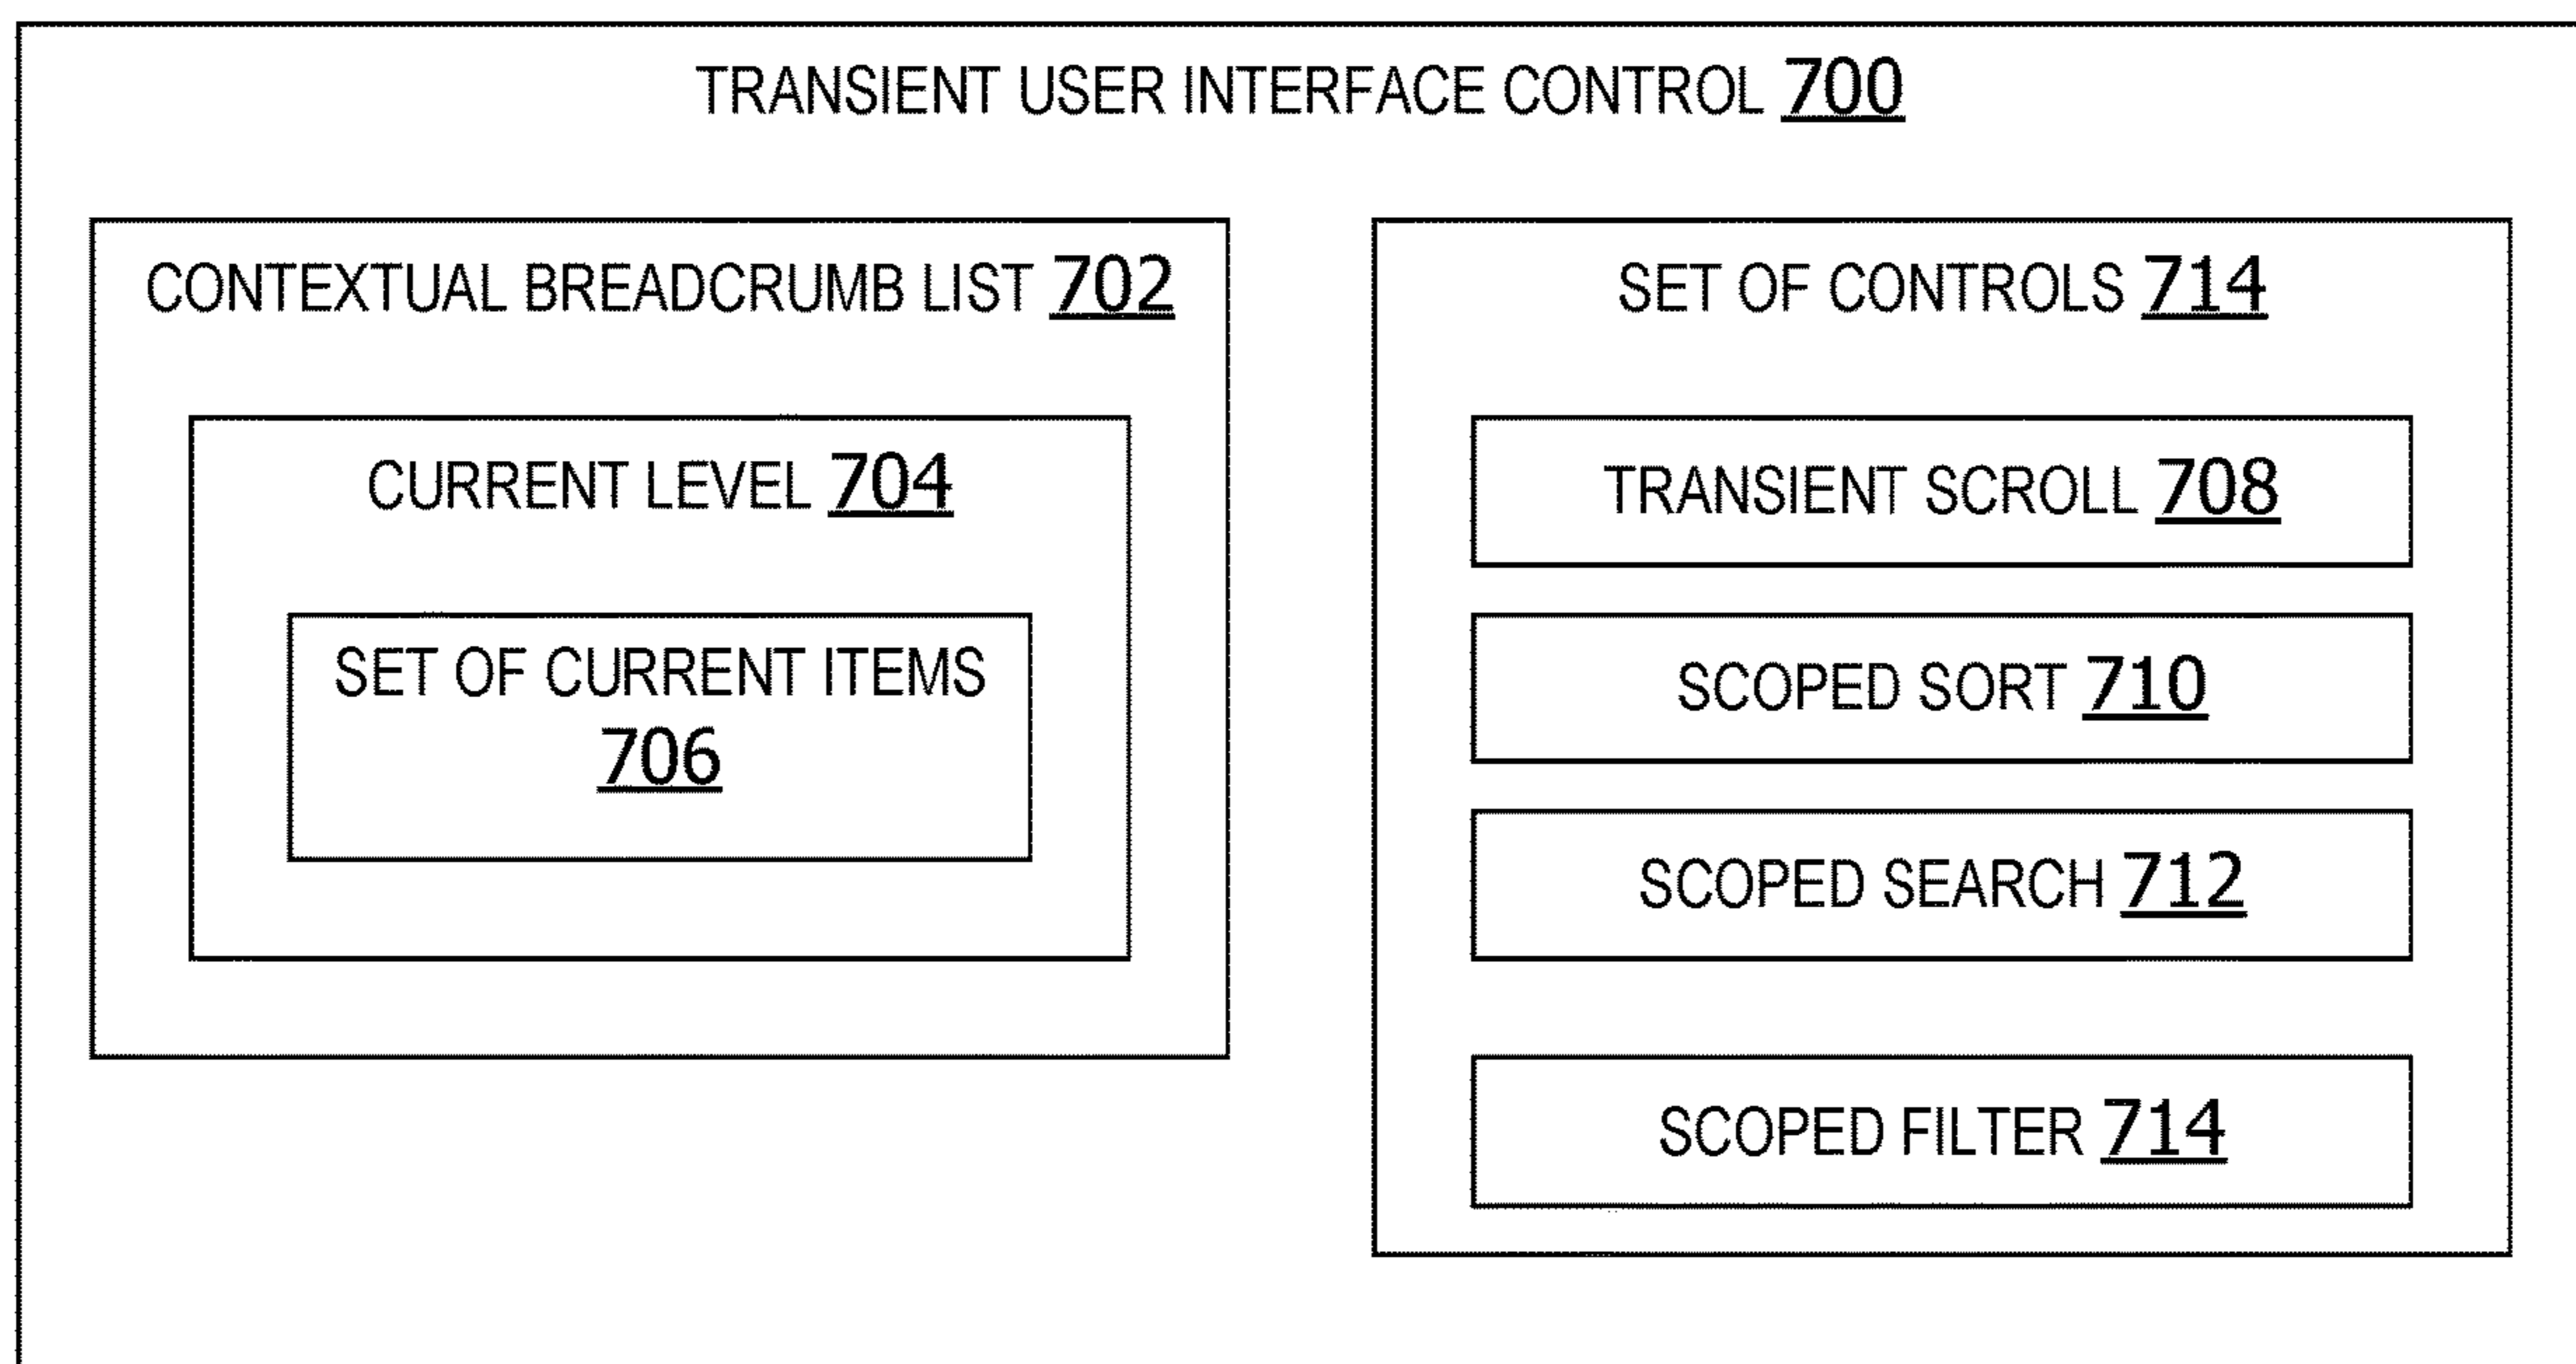 TRANSIENT USER INTERFACE CONTROL 700
CONTEXTUAL BREADCRUMB LIST 702
CURRENT LEVEL 704
SET OF CURRENT ITEMS
706
SET OF CONTROLS 714
TRANSIENT SCROLL 708
SCOPED SORT 710
SCOPED SEARCH 712
SCOPED FILTER 714